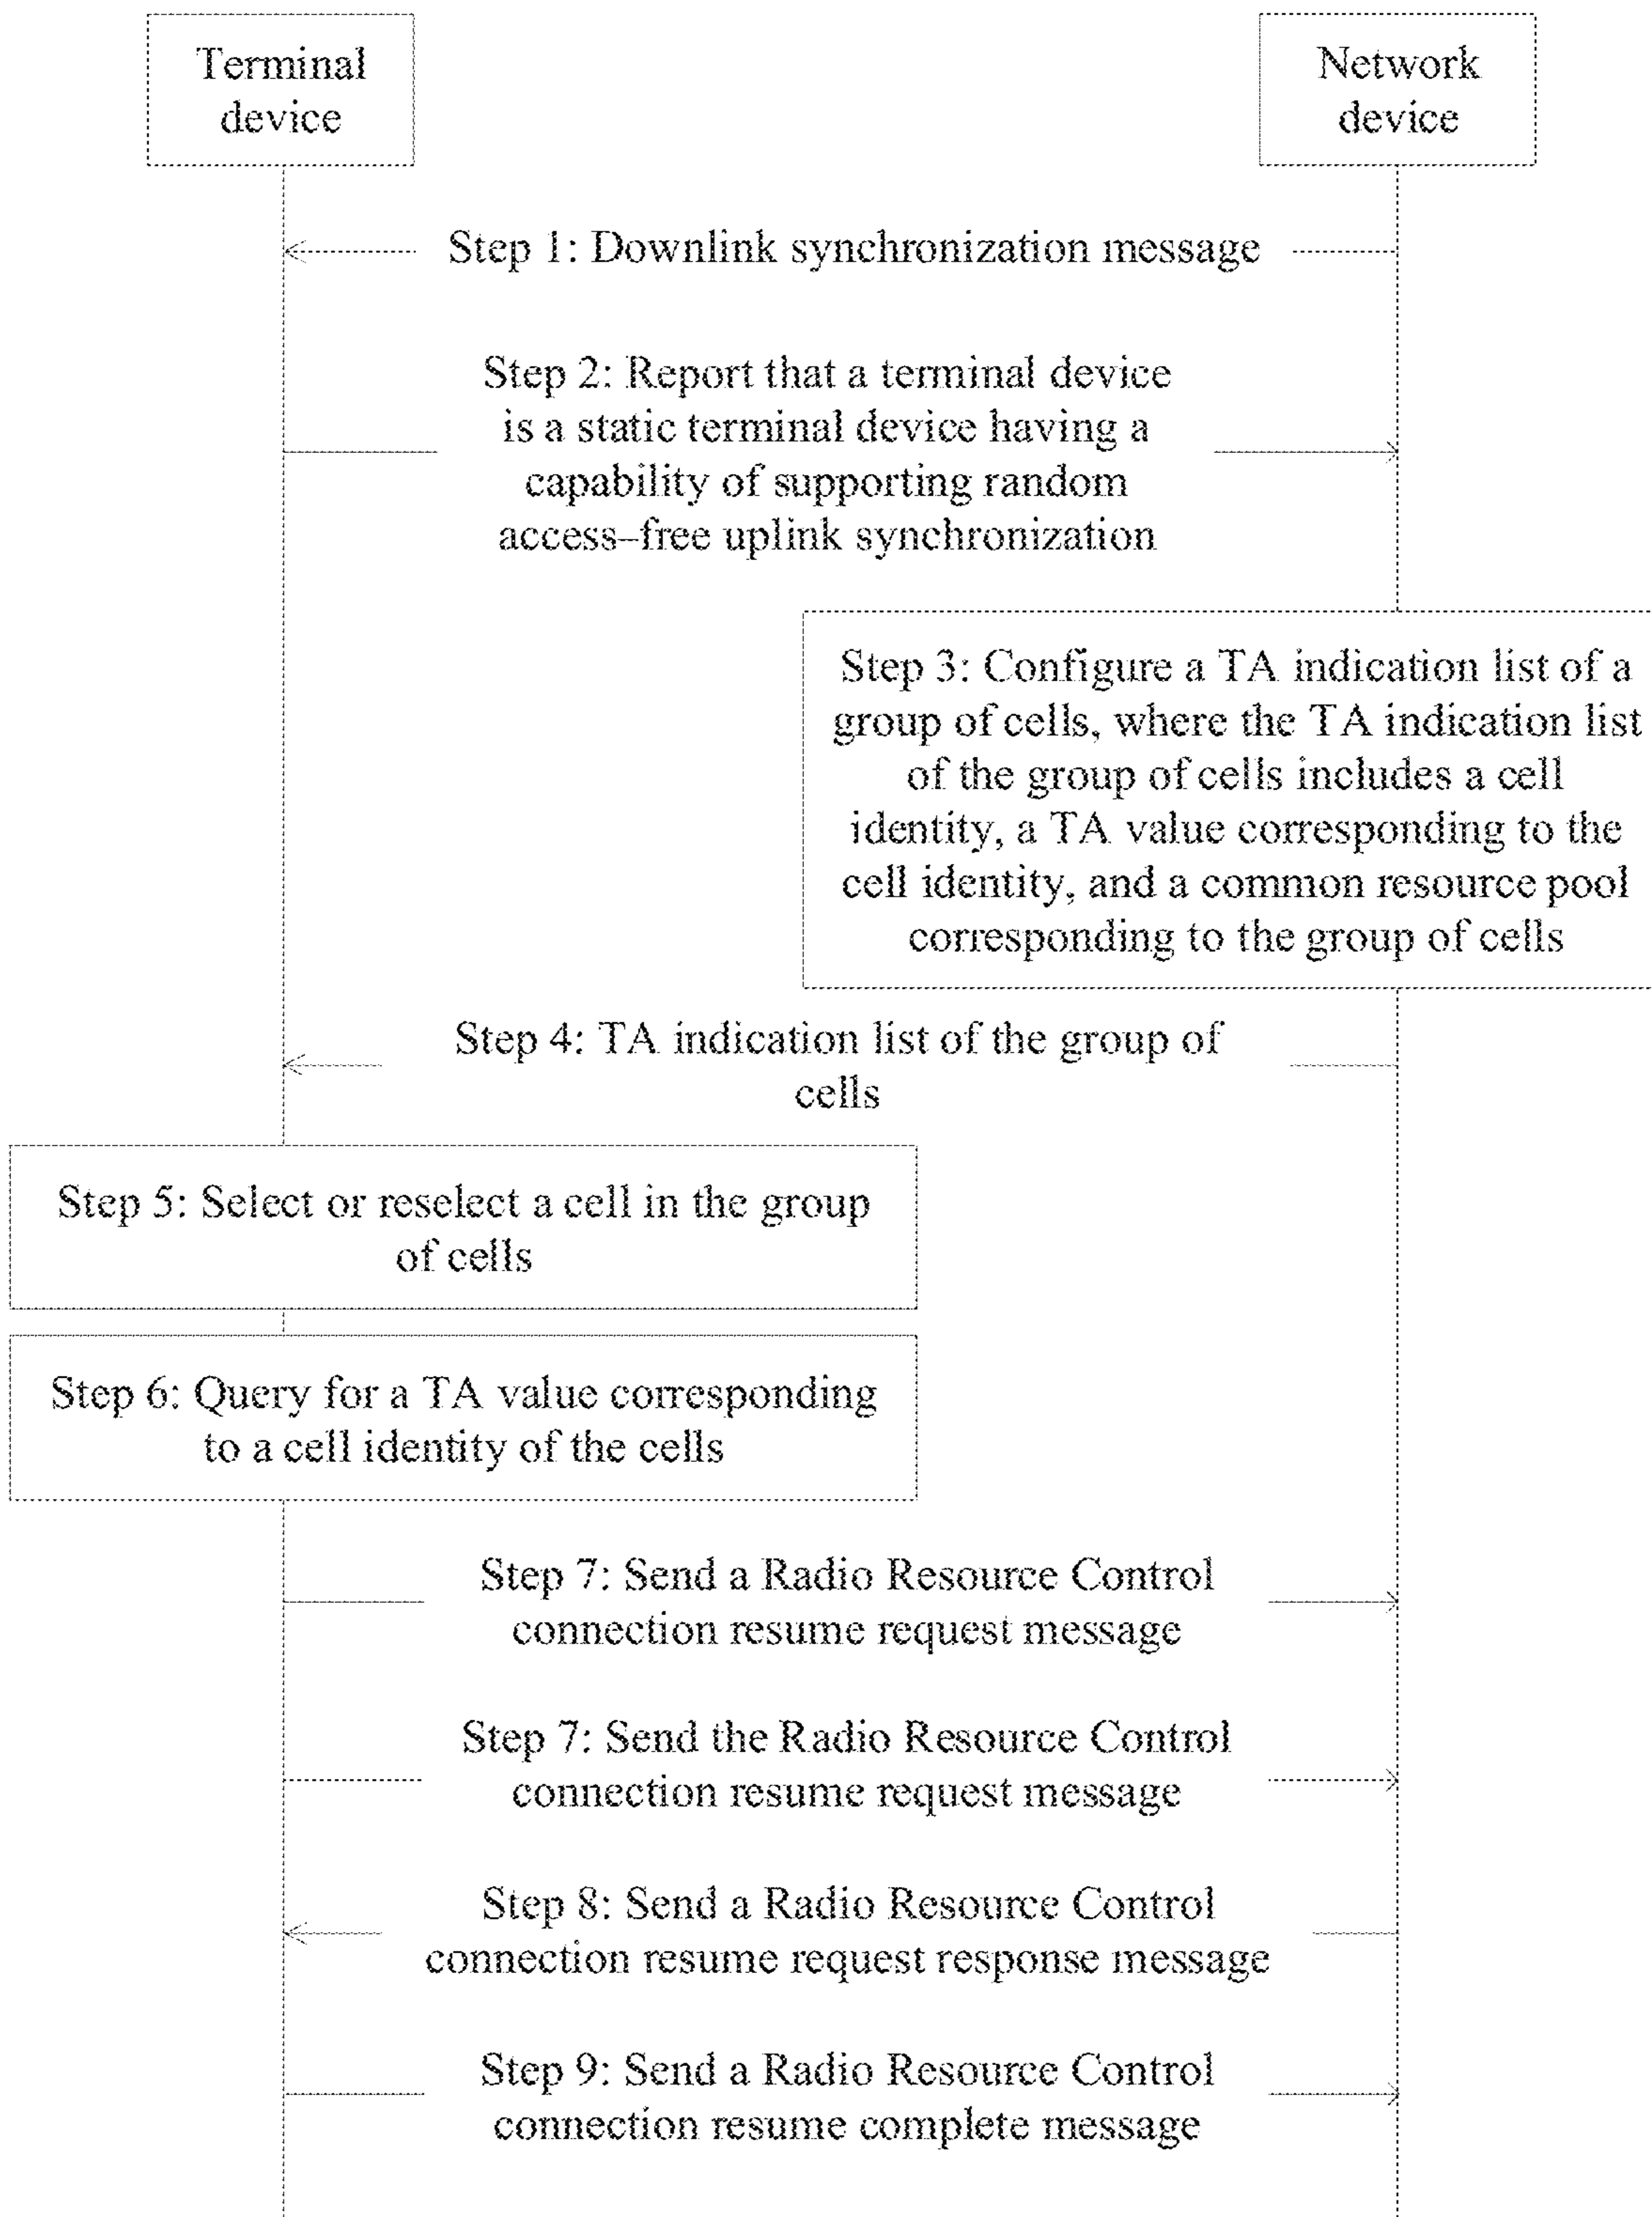 Terminal
device
Network
device
Step 1: Downlink synchronization message
Step 2: Report that a terminal device
is a static terminal device having a
capability of supporting random
access–free uplink synchronization
Step 3: Configure a TA indication list of a
group of cells, where the TA indication list
of the group of cells includes a cell
identity, a TA value corresponding to the
cell identity, and a common resource pool
corresponding to the group of cells
Step 4: TA indication list of the group of
cells
Step 5: Select or reselect a cell in the group
of cells
Step 6: Query for a TA value corresponding
to a cell identity of the cells
Step 7: Send a Radio Resource Control
connection resume request message
Step 7: Send the Radio Resource Control
connection resume request message
Step 8: Send a Radio Resource Control
connection resume request response message
Step 9: Send a Radio Resource Control
connection resume complete message